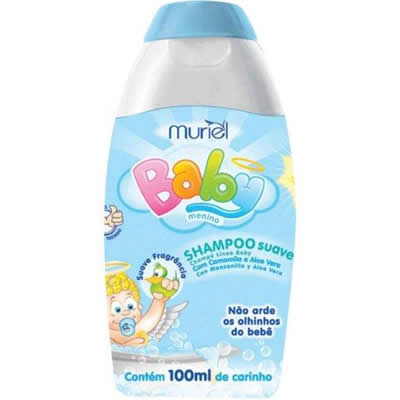 muriel
Baby
menino
SHAMPOO suave
Champú Línea Baby
Com Camomila e Aloe Vera
Con Manzanilla y Aloe Vera
Suave Fragrância
Não arde
os olhinhos
do bebê
Contém 100ml de carinho